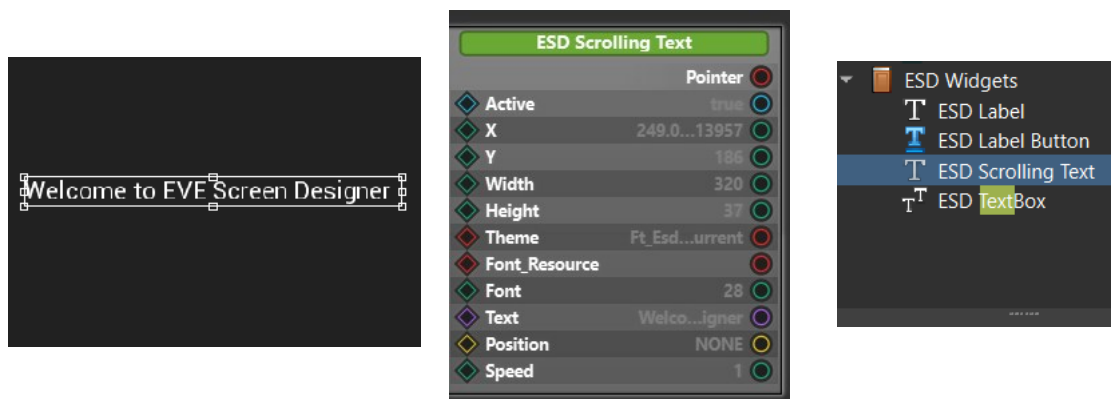 Welcome to EVE Screen Designer
ESD Scrolling Text
Pointer
Active true
X 249.0...13957
Y 186
Width 320
Height 37
Theme Ft_Esd...urrent
Font_Resource
Font 28
Text Welco...igner
Position NONE
Speed 1
ESD Widgets
T ESD Label
T ESD Label Button
T ESD Scrolling Text
TT ESD TextBox